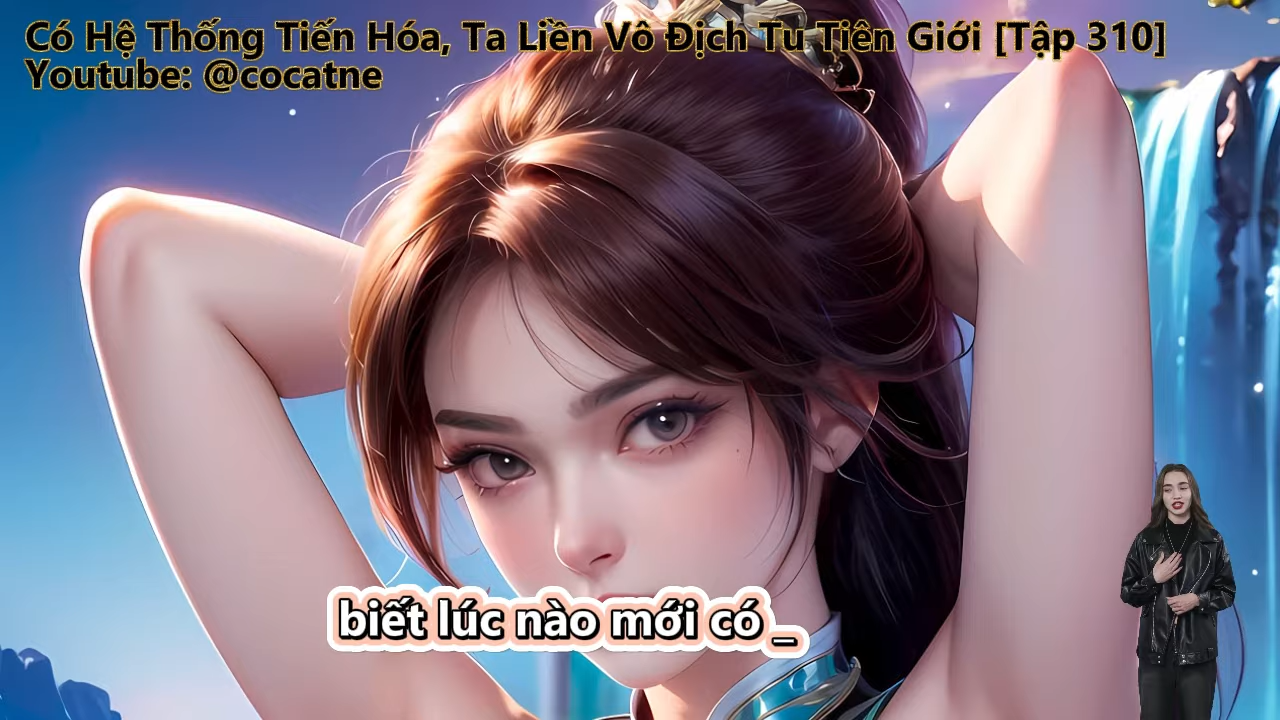 Có Hệ Thống Tiến Hóa, Ta Liền Vô Địch Tu Tiên Giới [Tập 310]
Youtube: @cocatne
biết lúc nào mới có _